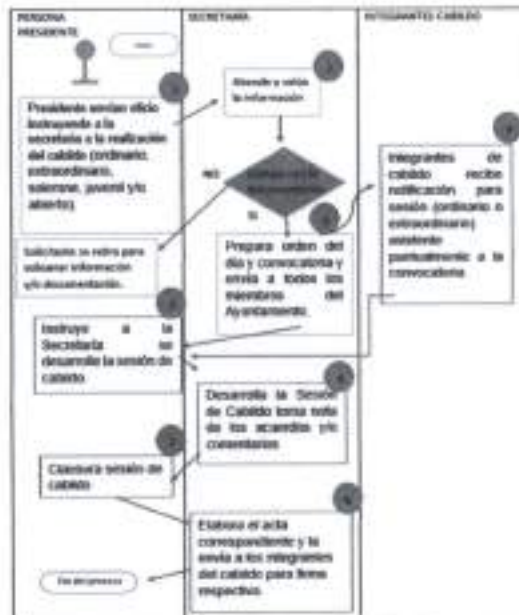 PERSONA
PRESIDENTE
SECRETARIA
INTEGRANTES CABILDO
Presidente envían oficio
instruyendo a la
secretaria a la realización
del cabildo (ordinario,
extraordinario,
solemne, juvenil y/o
abierto)
Atiende y valida
la información
NO
SI
Solicitante se retira para
solventar información
y/o documentación.
Prepara orden del
día y convocatoria y
envía a todos los
miembros del
Ayuntamiento.
Integrantes de
cabildo recibe
notificación para
sesión (ordinario o
extraordinario)
asistente
puntualmente a la
convocatoria
Instruye a la
Secretaria se
desarrolle la sesión de
cabildo
Desarrolla la Sesión
de Cabildo toma nota
de los acuerdos y/o
comentarios
Clausura sesión de
cabildo
Elabora el acta
correspondiente y la
envía a los integrantes
del cabildo para firma
respectiva.
Fin del proceso